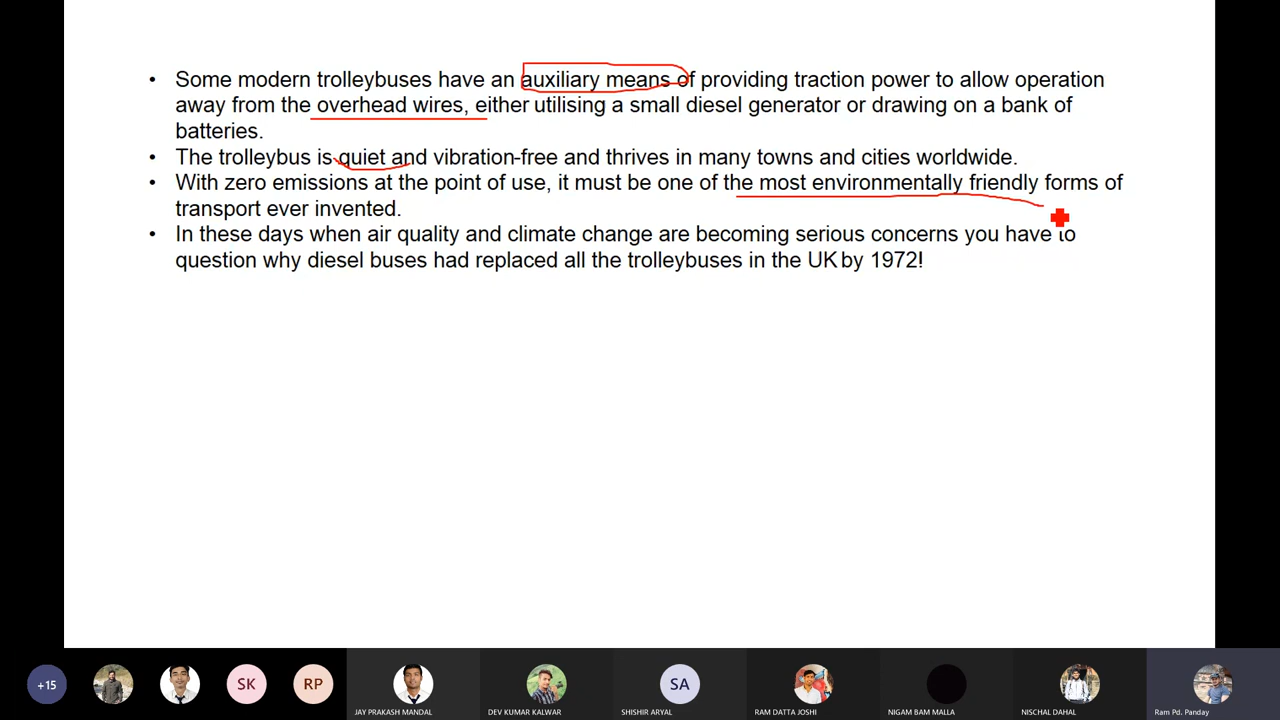 • Some modern trolleybuses have an auxiliary means of providing traction power to allow operation
away from the overhead wires, either utilising a small diesel generator or drawing on a bank of
batteries.
• The trolleybus is quiet and vibration-free and thrives in many towns and cities worldwide.
• With zero emissions at the point of use, it must be one of the most environmentally friendly forms of
transport ever invented.
• In these days when air quality and climate change are becoming serious concerns you have to
question why diesel buses had replaced all the trolleybuses in the UK by 1972!
+15
SK
RP
SA
JAY PRAKASH MANDAL
DEV KUMAR KALWAR
SHISHIR ARYAL
RAM DATTA JOSHI
NIGAM BAM MALLA
NISCHAL DAHAL
Ram Pd. Panday